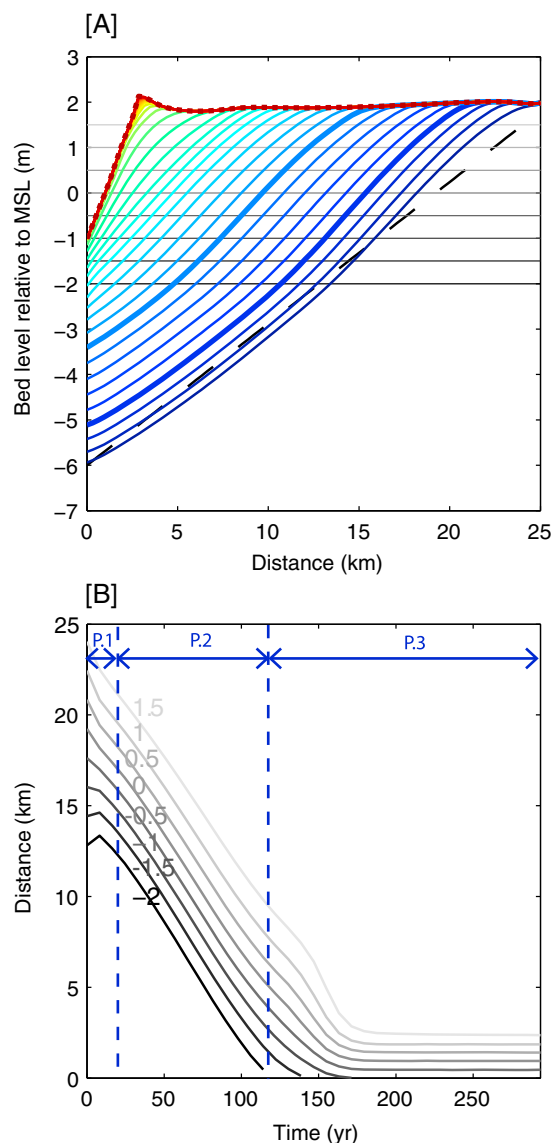 [A]
3
2
1
0
−1
−2
−3
−4
−5
−6
−7
Bed level relative to MSL (m)
0 5 10 15 20 25
Distance (km)
[B]
25
20
15
10
5
0
Distance (km)
P.1 P.2 P.3
1.5
1
0.5
0
-0.5
-1
-1.5
−2
0 50 100 150 200 250
Time (yr)